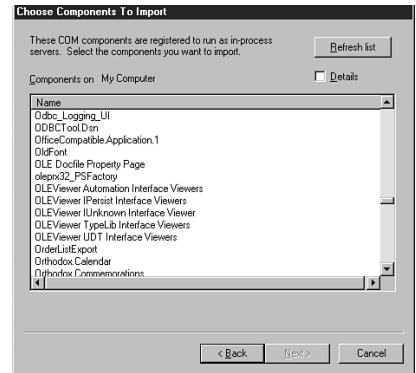 Choose Components To Import
These COM components are registered to run as in-process
servers. Select the components you want to import.
Refresh list
Components on My Computer
Details
Name
Odbc_Logging_UI
ODBCTool.Dsn
OfficeCompatible.Application.1
OldFont
OLE Docfile Property Page
oleprx32_PSFactory
OLEViewer Automation Interface Viewers
OLEViewer IPersist Interface Viewers
OLEViewer IUnknown Interface Viewer
OLEViewer TypeLib Interface Viewers
OLEViewer UDT Interface Viewers
OrderListExport
Orthodox.Calendar
Orthodox.Commemorations
< Back
Next >
Cancel